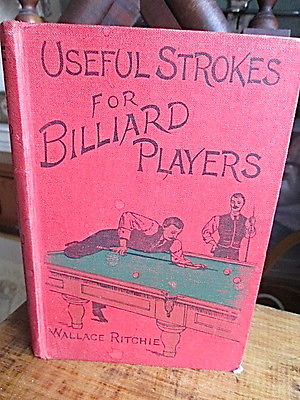 USEFUL STROKES
FOR
BILLIARD
PLAYERS
WALLACE RITCHIE